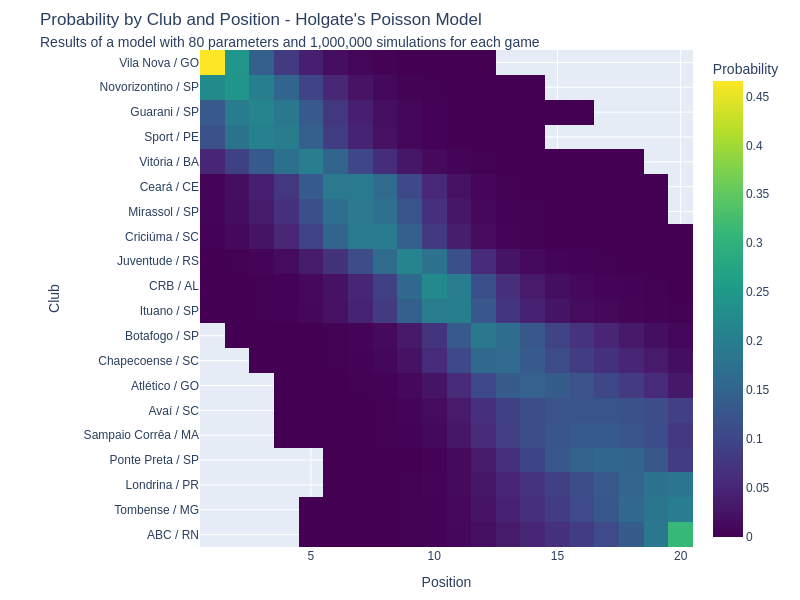 Probability by Club and Position - Holgate's Poisson Model
Results of a model with 80 parameters and 1,000,000 simulations for each game
Probability
Club
Vila Nova / GO
Novorizontino / SP
Guarani / SP
Sport / PE
Vitória / BA
Ceará / CE
Mirassol / SP
Criciúma / SC
Juventude / RS
CRB / AL
Ituano / SP
Botafogo / SP
Chapecoense / SC
Atlético / GO
Avaí / SC
Sampaio Corrêa / MA
Ponte Preta / SP
Londrina / PR
Tombense / MG
ABC / RN
0.45
0.4
0.35
0.3
0.25
0.2
0.15
0.1
0.05
0
5 10 15 20
Position